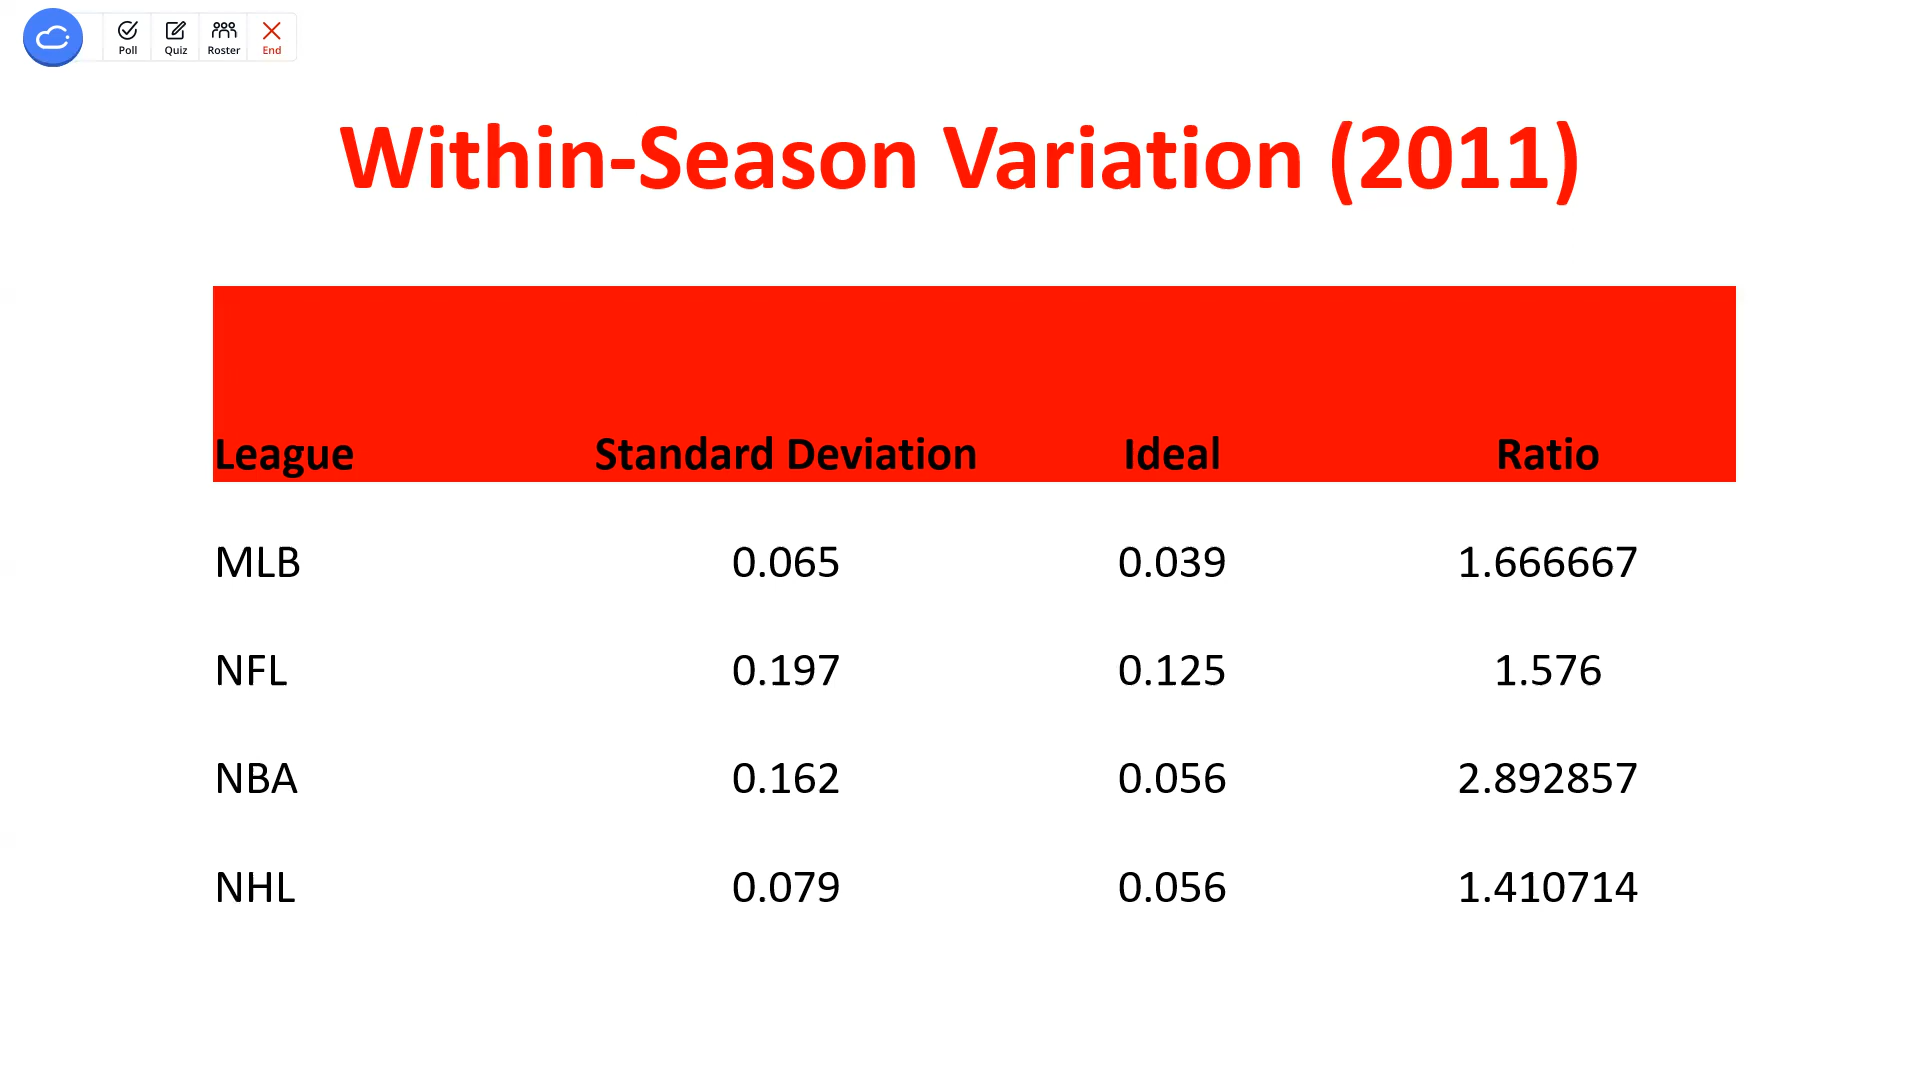 Poll Quiz Roster End
Within-Season Variation (2011)
League Standard Deviation Ideal Ratio
MLB 0.065 0.039 1.666667
NFL 0.197 0.125 1.576
NBA 0.162 0.056 2.892857
NHL 0.079 0.056 1.410714